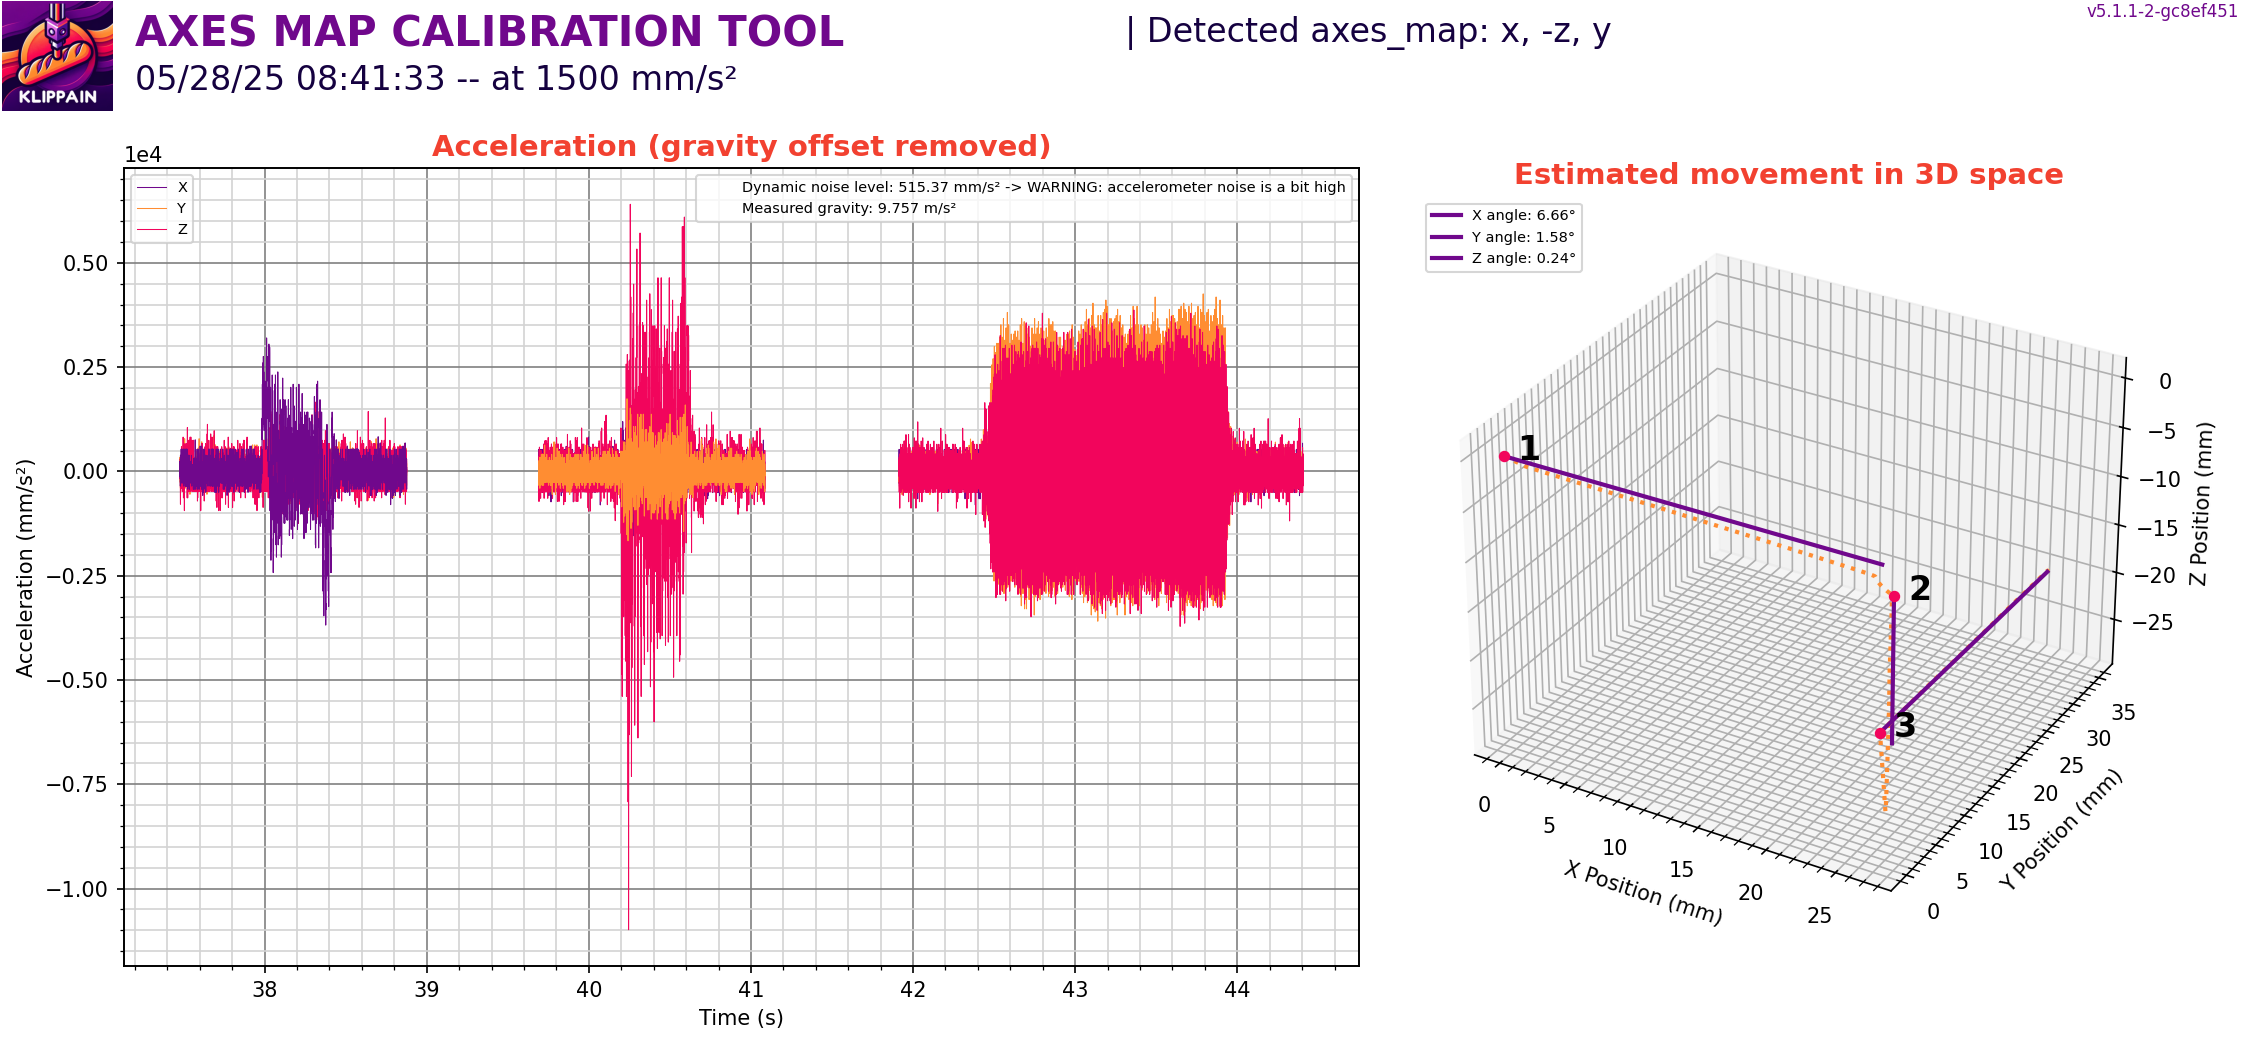 KLIPPAIN
AXES MAP CALIBRATION TOOL
05/28/25 08:41:33 -- at 1500 mm/s²
| Detected axes_map: x, -z, y
v5.1.1-2-gc8ef451
Acceleration (gravity offset removed)
1e4
X
Y
Z
Dynamic noise level: 515.37 mm/s² -> WARNING: accelerometer noise is a bit high
Measured gravity: 9.757 m/s²
0.50
0.25
0.00
−0.25
−0.50
−0.75
−1.00
Acceleration (mm/s²)
38
39
40
41
42
43
44
Time (s)
Estimated movement in 3D space
X angle: 6.66°
Y angle: 1.58°
Z angle: 0.24°
1
2
3
0
−5
−10
−15
−20
−25
Z Position (mm)
0
5
10
15
20
25
X Position (mm)
0
5
10
15
20
25
30
35
Y Position (mm)